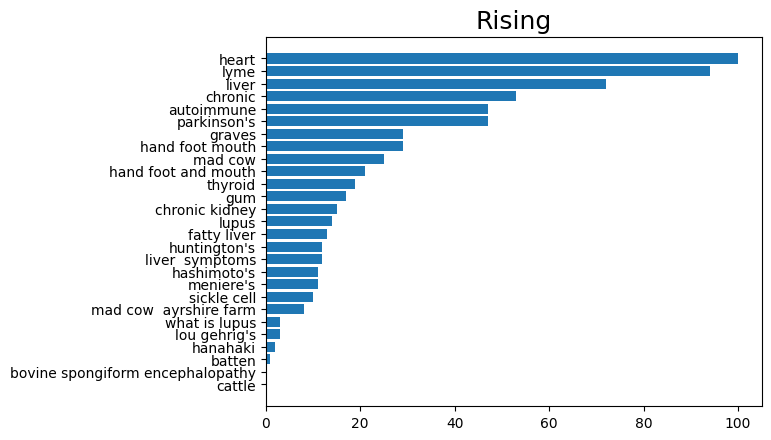 Rising
heart
lyme
liver
chronic
autoimmune
parkinson's
graves
hand foot mouth
mad cow
hand foot and mouth
thyroid
gum
chronic kidney
lupus
fatty liver
huntington's
liver  symptoms
hashimoto's
meniere's
sickle cell
mad cow  ayrshire farm
what is lupus
lou gehrig's
hanahaki
batten
bovine spongiform encephalopathy
cattle
0 20 40 60 80 100